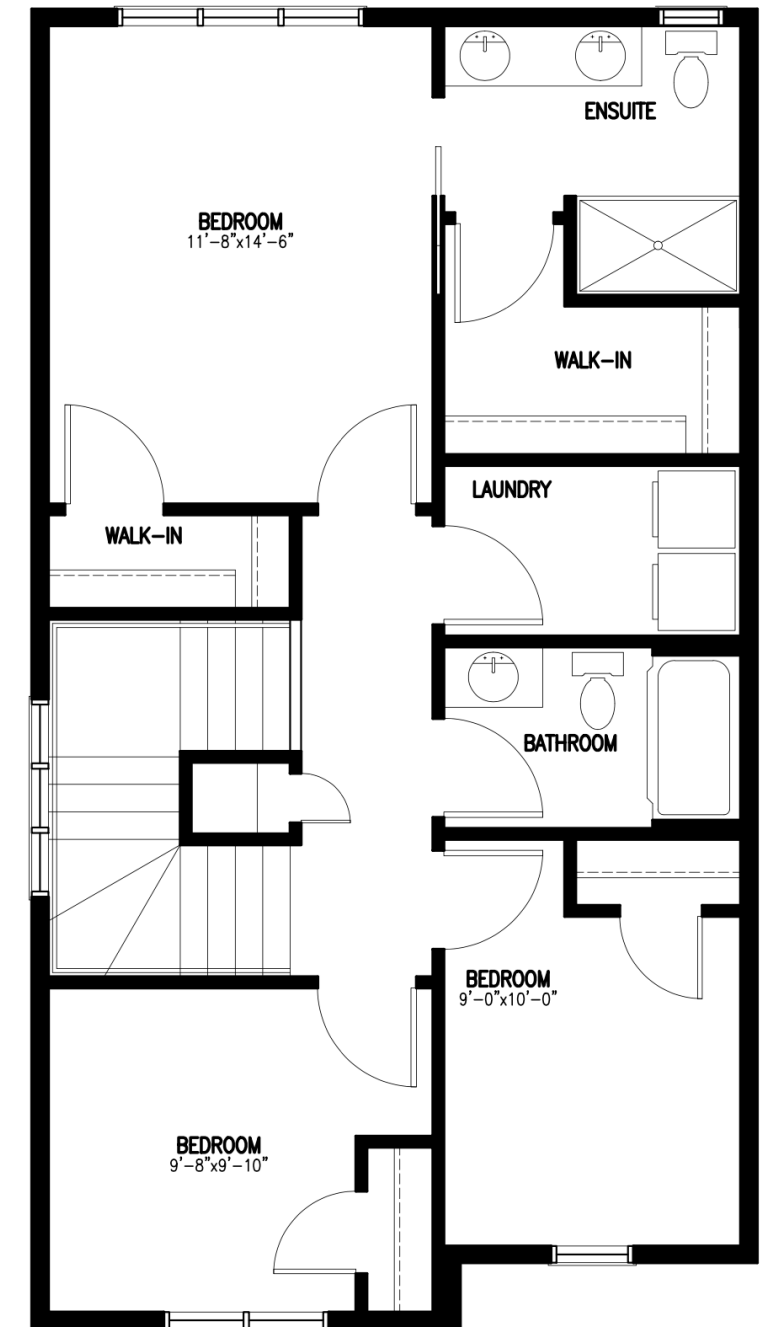 ENSUITE
BEDROOM
11'-8"x14'-6"
WALK-IN
LAUNDRY
WALK-IN
BATHROOM
BEDROOM
9'-0"x10'-0"
BEDROOM
9'-8"x9'-10"